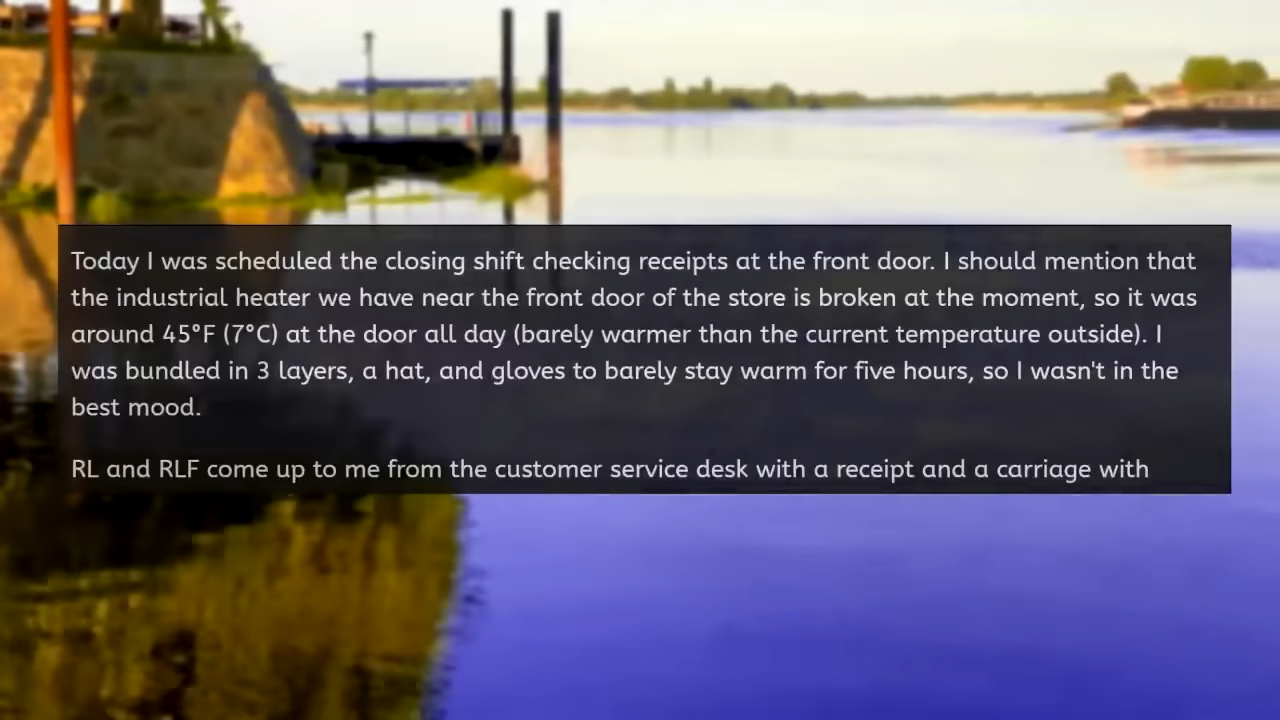 Today I was scheduled the closing shift checking receipts at the front door. I should mention that
the industrial heater we have near the front door of the store is broken at the moment, so it was
around 45°F (7°C) at the door all day (barely warmer than the current temperature outside). I
was bundled in 3 layers, a hat, and gloves to barely stay warm for five hours, so I wasn't in the
best mood.
RL and RLF come up to me from the customer service desk with a receipt and a carriage with